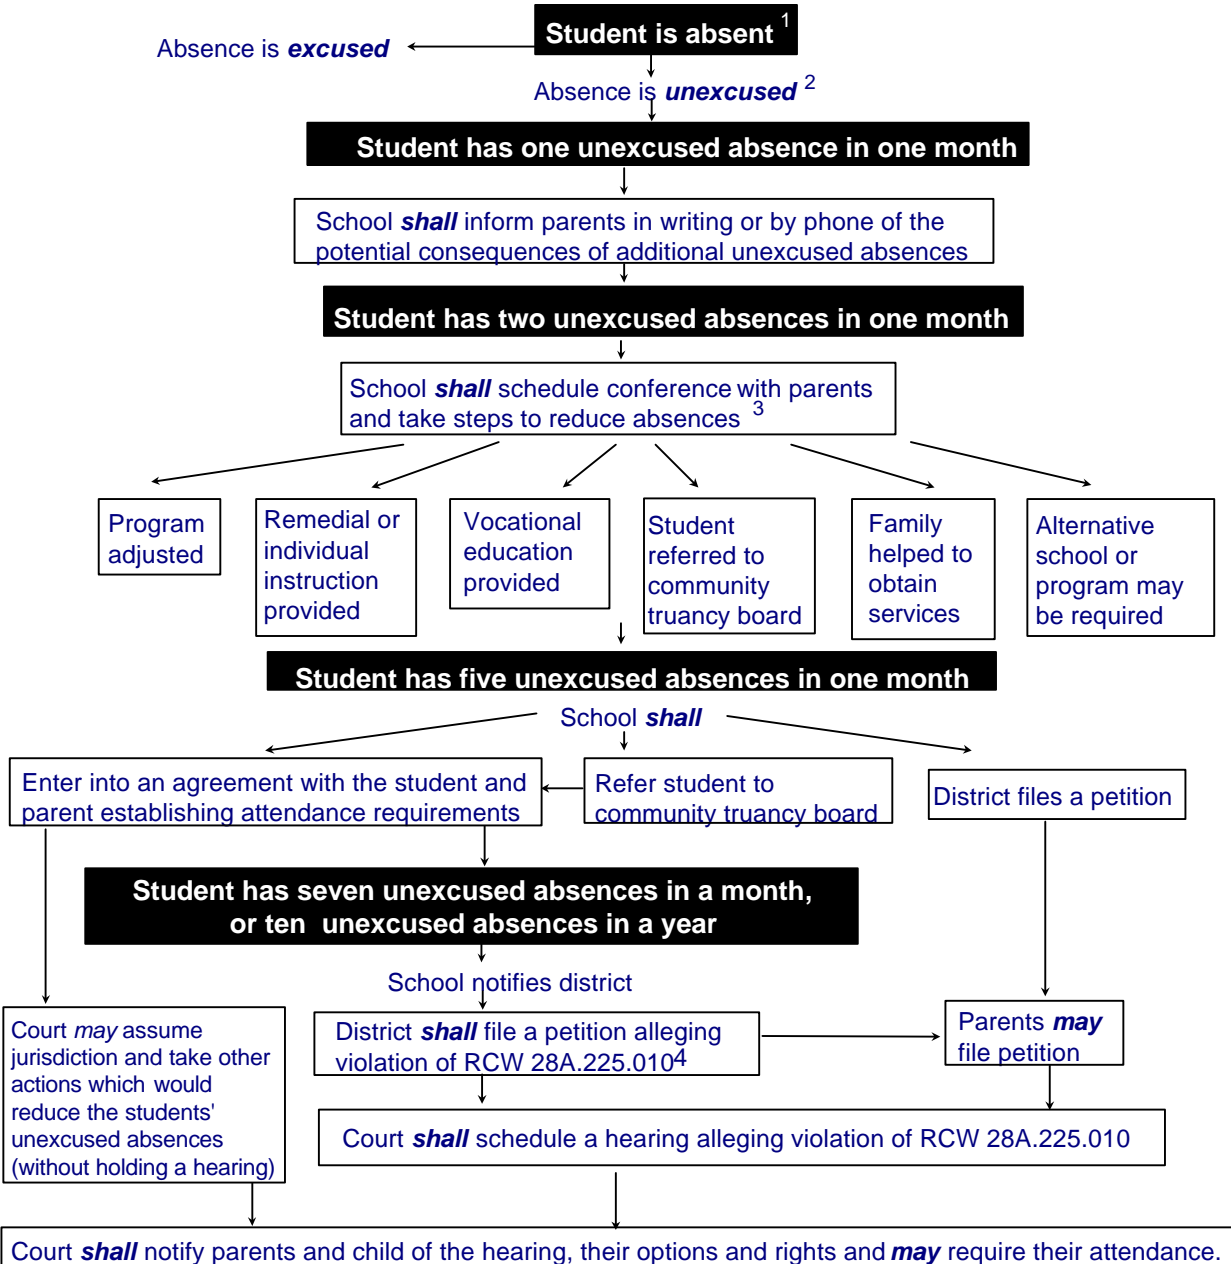 Student is absent 1
Absence is excused
Absence is unexcused 2
Student has one unexcused absence in one month
School shall inform parents in writing or by phone of the
potential consequences of additional unexcused absences
Student has two unexcused absences in one month
School shall schedule conference with parents
and take steps to reduce absences 3
Program
adjusted
Remedial or
individual
instruction
provided
Vocational
education
provided
Student
referred to
community
truancy board
Family
helped to
obtain
services
Alternative
school or
program may
be required
Student has five unexcused absences in one month
School shall
Enter into an agreement with the student and
parent establishing attendance requirements
Refer student to
community truancy board
District files a petition
Student has seven unexcused absences in a month,
or ten unexcused absences in a year
School notifies district
Court may assume
jurisdiction and take other
actions which would
reduce the students'
unexcused absences
(without holding a hearing)
District shall file a petition alleging
violation of RCW 28A.225.010 4
Parents may
file petition
Court shall schedule a hearing alleging violation of RCW 28A.225.010
Court shall notify parents and child of the hearing, their options and rights and may require their attendance.